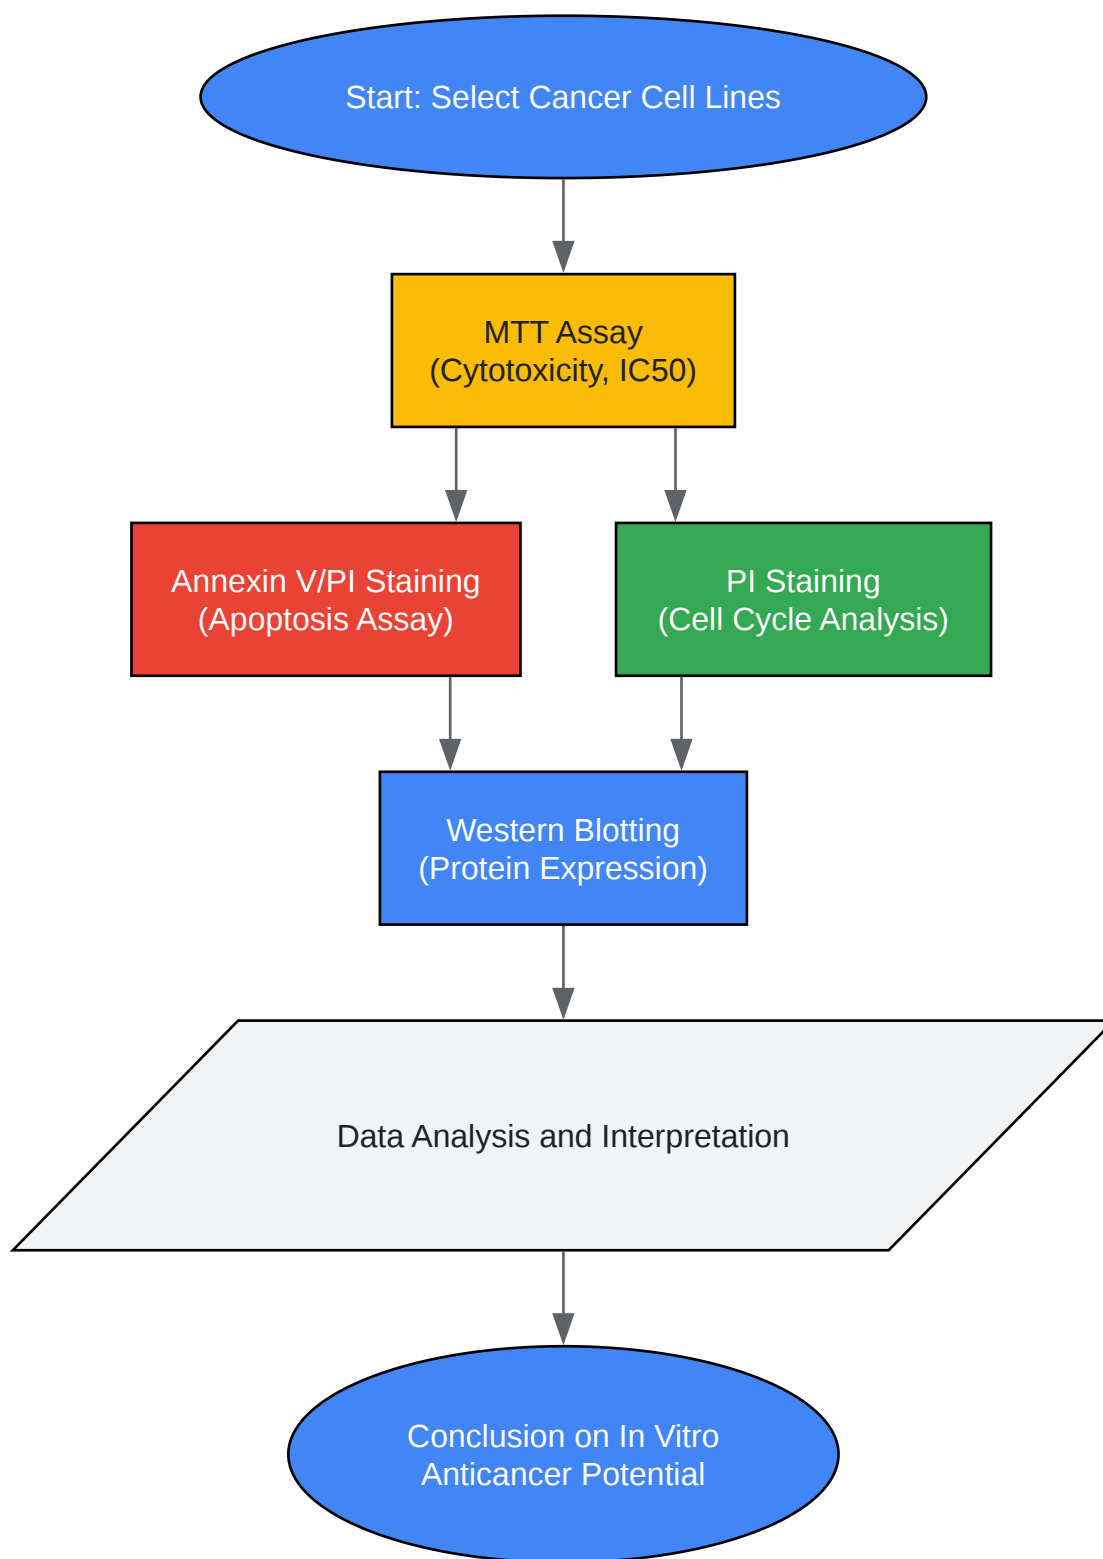 Start: Select Cancer Cell Lines
MTT Assay
(Cytotoxicity, IC50)
Annexin V/PI Staining
(Apoptosis Assay)
PI Staining
(Cell Cycle Analysis)
Western Blotting
(Protein Expression)
Data Analysis and Interpretation
Conclusion on In Vitro
Anticancer Potential